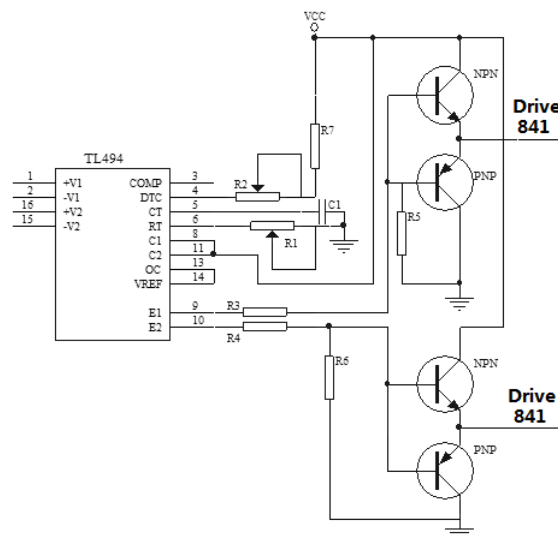 VCC
NPN
Drive
841
R7
TL494
PNP
1 +V1 COMP 3
2 -V1 DTC 4 R2
16 +V2 CT 5 C1
15 -V2 RT 6 R1
C1 8
C2 11
OC 13
VREF 14
R5
E1 9 R3
E2 10 R4
R6
NPN
Drive
841
PNP